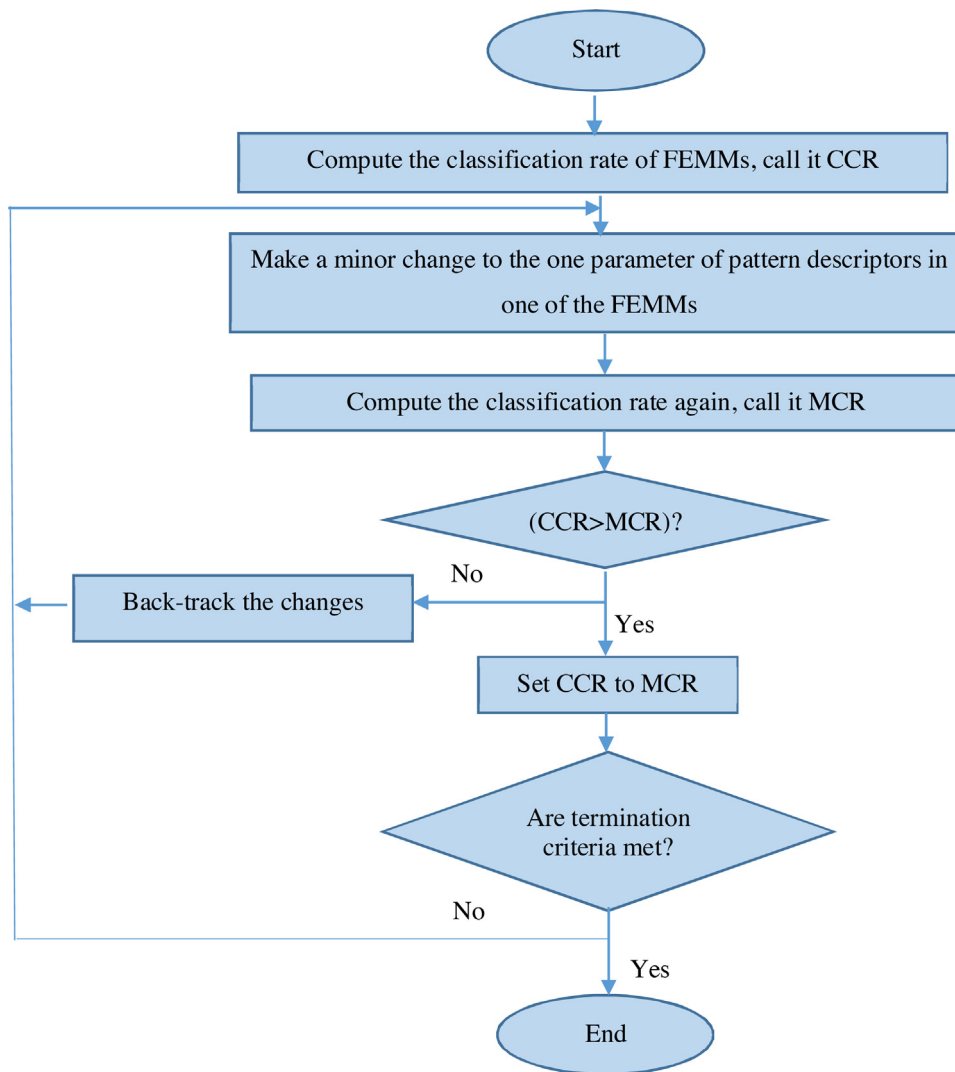 Start
Compute the classification rate of FEMMs, call it CCR
Make a minor change to the one parameter of pattern descriptors in
one of the FEMMs
Compute the classification rate again, call it MCR
(CCR>MCR)?
No
Back-track the changes
Yes
Set CCR to MCR
Are termination
criteria met?
No
Yes
End